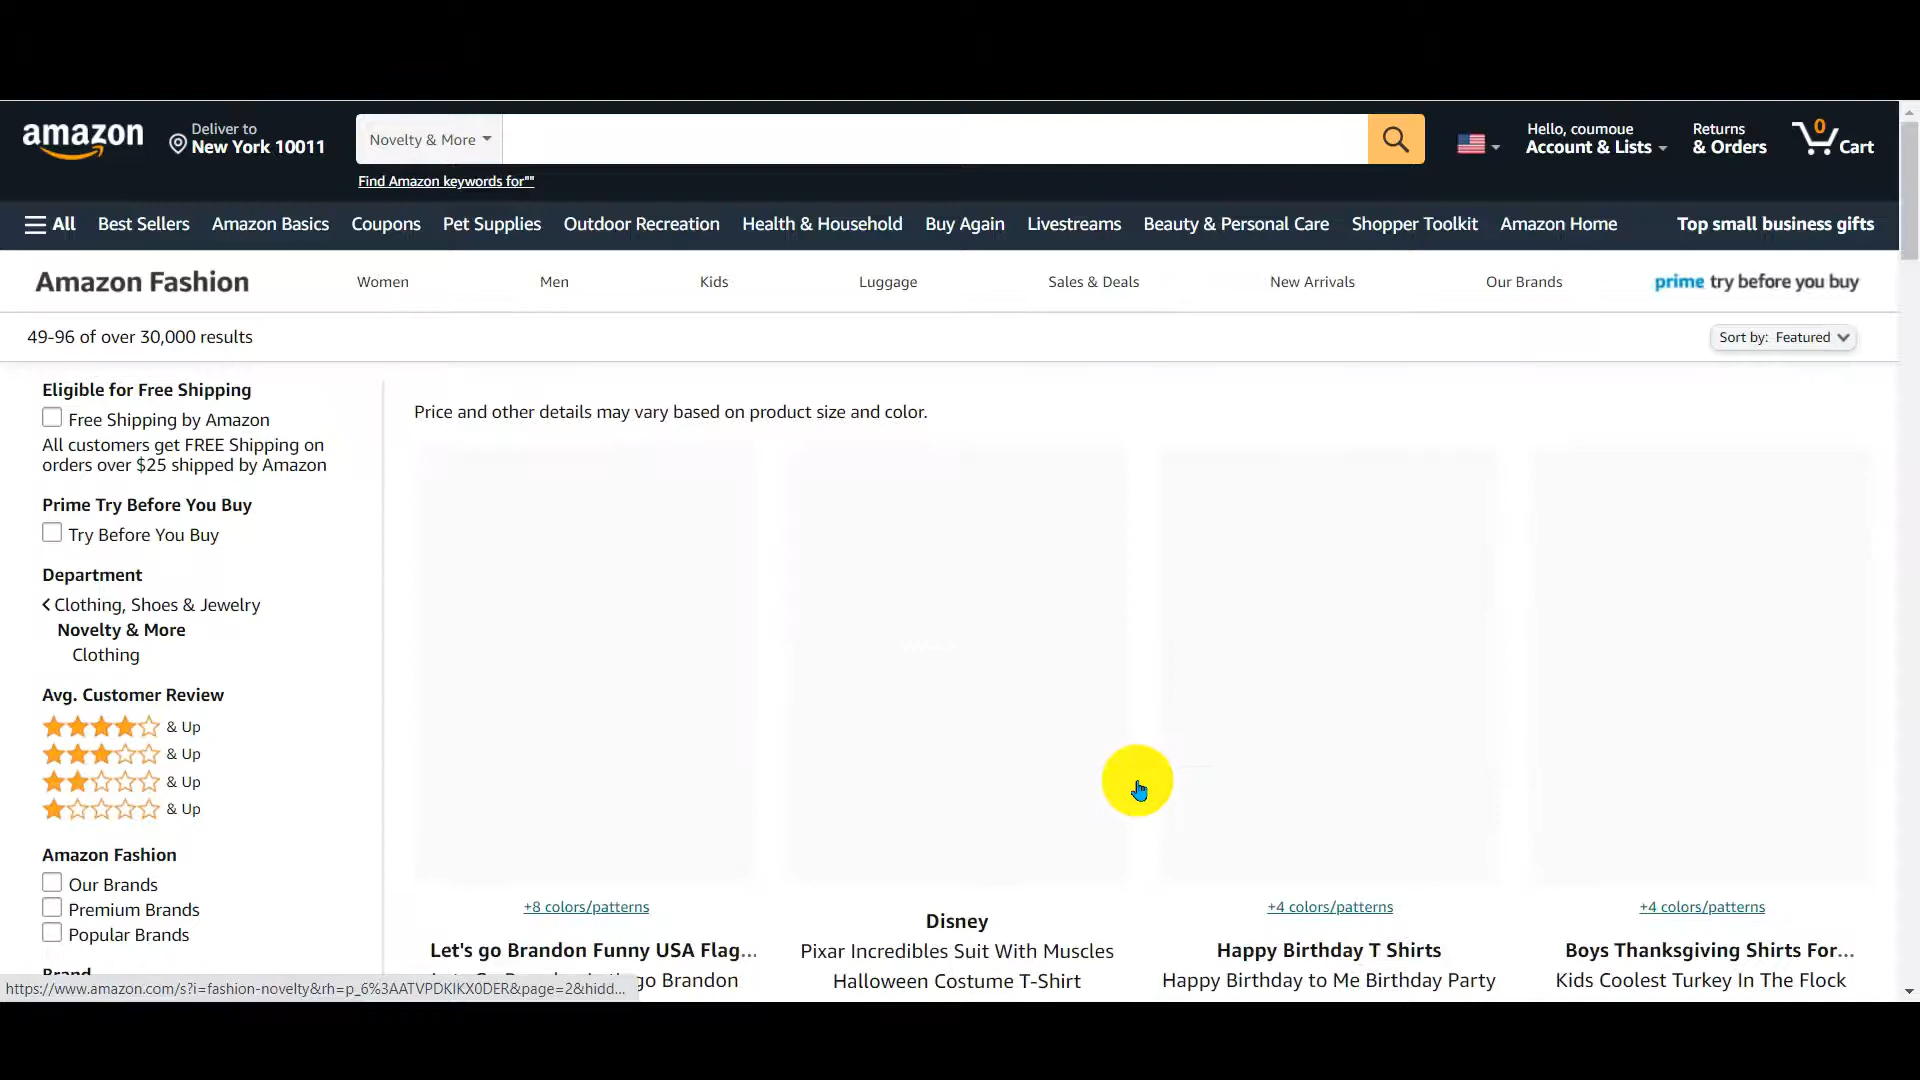 amazon
Deliver to
New York 10011
Novelty & More
Find Amazon keywords for""
Hello, coumoue
Account & Lists
Returns
& Orders
0
Cart
All
Best Sellers
Amazon Basics
Coupons
Pet Supplies
Outdoor Recreation
Health & Household
Buy Again
Livestreams
Beauty & Personal Care
Shopper Toolkit
Amazon Home
Top small business gifts
Amazon Fashion
Women
Men
Kids
Luggage
Sales & Deals
New Arrivals
Our Brands
prime try before you buy
49-96 of over 30,000 results
Sort by: Featured
Eligible for Free Shipping
Free Shipping by Amazon
All customers get FREE Shipping on
orders over $25 shipped by Amazon
Prime Try Before You Buy
Try Before You Buy
Department
Clothing, Shoes & Jewelry
Novelty & More
Clothing
Avg. Customer Review
& Up
& Up
& Up
& Up
Amazon Fashion
Our Brands
Premium Brands
Popular Brands
Brand
Price and other details may vary based on product size and color.
+8 colors/patterns
Let's go Brandon Funny USA Flag...
go Brandon
Disney
Pixar Incredibles Suit With Muscles
Halloween Costume T-Shirt
+4 colors/patterns
Happy Birthday T Shirts
Happy Birthday to Me Birthday Party
+4 colors/patterns
Boys Thanksgiving Shirts For...
Kids Coolest Turkey In The Flock
https://www.amazon.com/s?i=fashion-novelty&rh=p_6%3AATVPDKIKX0DER&page=2&hidd...